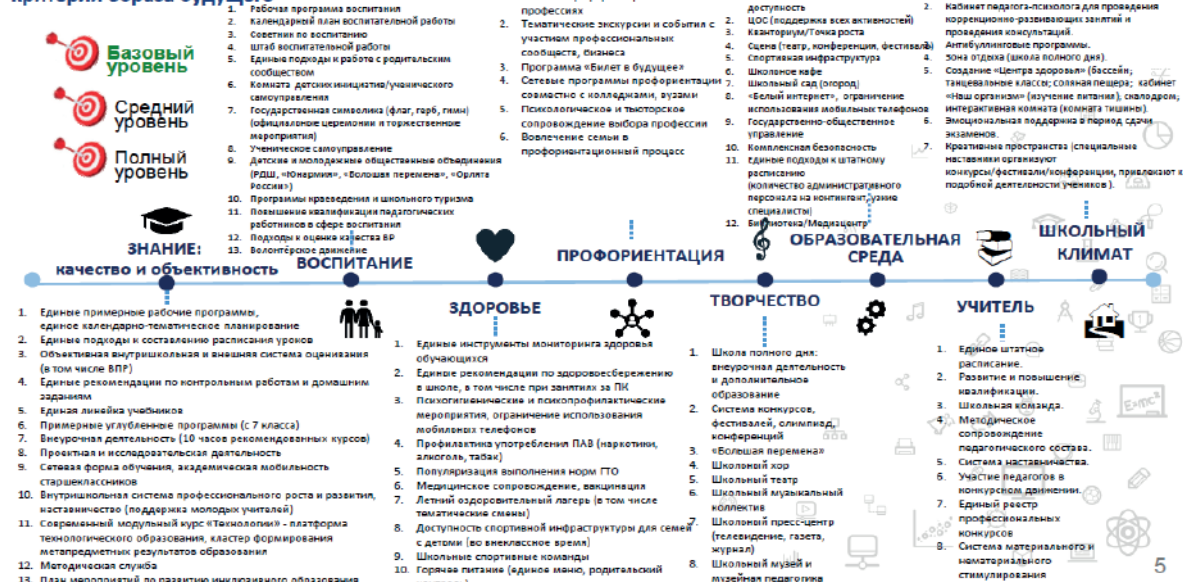 критерии образа будущего
Базовый
уровень
Средний
уровень
Полный
уровень
1. Рабочая программа воспитания
2. Календарный план воспитательной работы
3. Советник по воспитанию
4. Штаб воспитательной работы
5. Единые подходы к работе с родительским
сообществом
6. Комната детских инициатив/ученического
самоуправления
7. Государственная символика (флаг, герб, гимн)
(официальные церемонии и торжественные
мероприятия)
8. Ученическое самоуправление
9. Детские и молодежные общественные объединения
(РДШ, «Юнармия», «Большая перемена», «Орлята
России»)
10. Программы краеведения и школьного туризма
11. Повышение квалификации педагогических
работников в сфере воспитания
12. Подходы к оценке качества ВР
13. Волонтёрское движение
профессиях
2. Тематические экскурсии и события с
участием профессиональных
сообществ, бизнеса
3. Программа «Билет в будущее»
4. Сетевые программы профориентации
совместно с колледжами, вузами
5. Психологическое и тьюторское
сопровождение выбора профессии
6. Вовлечение семьи в
профориентационный процесс
доступность
2. ЦОС (поддержка всех активностей)
3. Кванториум/Точка роста
4. Сцена (театр, конференция, фестиваль)
5. Спортивная инфраструктура
6. Школьное кафе
7. Школьный сад (огород)
8. «Белый интернет», ограничение
использования мобильных телефонов
9. Государственно-общественное
управление
10. Комплексная безопасность
11. Единые подходы к штатному
расписанию
(количество административного
персонала на контингент, узкие
специалисты)
12. Библиотека/Медиацентр
2. Кабинет педагога-психолога для проведения
коррекционно-развивающих занятий и
проведения консультаций.
3. Антибуллинговые программы.
4. Зона отдыха (школа полного дня).
5. Создание «Центра здоровья» (бассейн;
танцевальные классы; соляная пещера; кабинет
«Наш организм» (изучение питания), скалодром;
интерактивная комната (комната тишины).
6. Эмоциональная поддержка в период сдачи
экзаменов.
7. Креативные пространства (специальные
наставники организуют
конкурсы/фестивали/конференции, привлекают к
подобной деятельности учеников ).
ЗНАНИЕ:
качество и объективность
ВОСПИТАНИЕ
ПРОФОРИЕНТАЦИЯ
ОБРАЗОВАТЕЛЬНАЯ
СРЕДА
ШКОЛЬНЫЙ
КЛИМАТ
ЗДОРОВЬЕ
ТВОРЧЕСТВО
УЧИТЕЛЬ
1. Единые примерные рабочие программы,
единое календарно-тематическое планирование
2. Единые подходы к составлению расписания уроков
3. Объективная внутришкольная и внешняя система оценивания
(в том числе ВПР)
4. Единые рекомендации по контрольным работам и домашним
заданиям
5. Единая линейка учебников
6. Примерные углубленные программы (с 7 класса)
7. Внеурочная деятельность (10 часов рекомендованных курсов)
8. Проектная и исследовательская деятельность
9. Сетевая форма обучения, академическая мобильность
старшеклассников
10. Внутришкольная система профессионального роста и развития,
наставничество (поддержка молодых учителей)
11. Современный модульный курс «Технологии» - платформа
технологического образования, кластер формирования
метапредметных результатов образования
12. Методическая служба
13. План мероприятий по развитию инклюзивного образования
1. Единые инструменты мониторинга здоровья
обучающихся
2. Единые рекомендации по здоровьесбережению
в школе, в том числе при занятиях за ПК
3. Психогигиенические и психопрофилактические
мероприятия, ограничение использования
мобильных телефонов
4. Профилактика употребления ПАВ (наркотики,
алкоголь, табак)
5. Популяризация выполнения норм ГТО
6. Медицинское сопровождение, вакцинация
7. Летний оздоровительный лагерь (в том числе
тематические смены)
8. Доступность спортивной инфраструктуры для семей
с детьми (во внеклассное время)
9. Школьные спортивные команды
10. Горячее питание (единое меню, родительский
1. Школа полного дня:
внеурочная деятельность
и дополнительное
образование
2. Система конкурсов,
фестивалей, олимпиад,
конференций
3. «Большая перемена»
4. Школьный хор
5. Школьный театр
6. Школьный музыкальный
коллектив
7. Школьный пресс-центр
(телевидение, газета,
журнал)
8. Школьный музей и
музейная педагогика
1. Единое штатное
расписание.
2. Развитие и повышение
квалификации.
3. Школьная команда.
4. Методическое
сопровождение
педагогического состава.
5. Система наставничества.
6. Участие педагогов в
конкурсном движении.
7. Единый реестр
профессиональных
конкурсов
8. Система материального и
нематериального
стимулирования
E=mc²
5